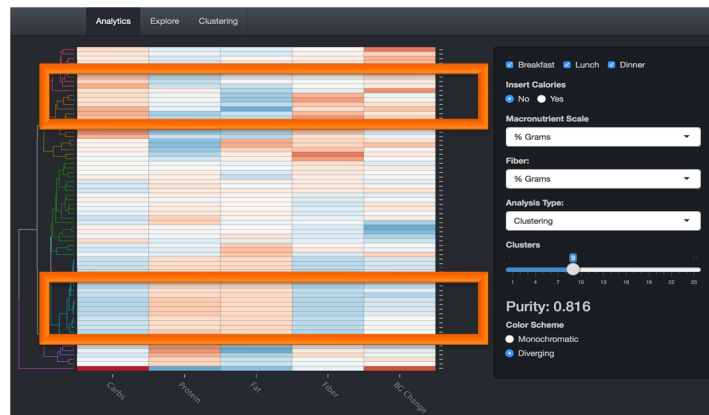 Analytics Explore Clustering
Breakfast Lunch Dinner
Insert Calories
No Yes
Macronutrient Scale
% Grams
Fiber:
% Grams
Analysis Type:
Clustering
Clusters
9
1 4 7 10 13 16 19 22 25
Purity: 0.816
Color Scheme
Monochromatic
Diverging
Carbs Protein Fat Fiber BG Change